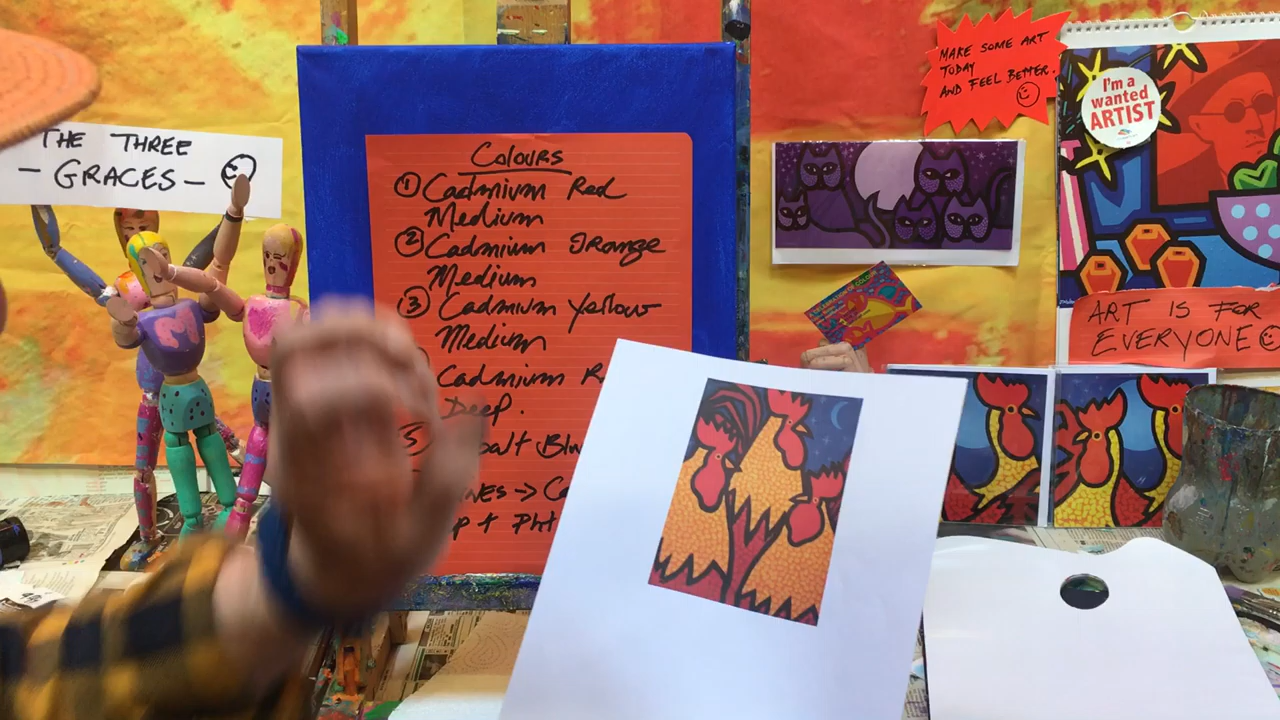 THE THREE
- GRACES -
Colours
① Cadmium Red
Medium
② Cadmium Orange
Medium
③ Cadmium Yellow
Medium
Cadmium
Deep.
MAKE SOME ART
TODAY
AND FEEL BETTER.
I'm a
wanted
ARTIST
ART IS FOR
EVERYONE